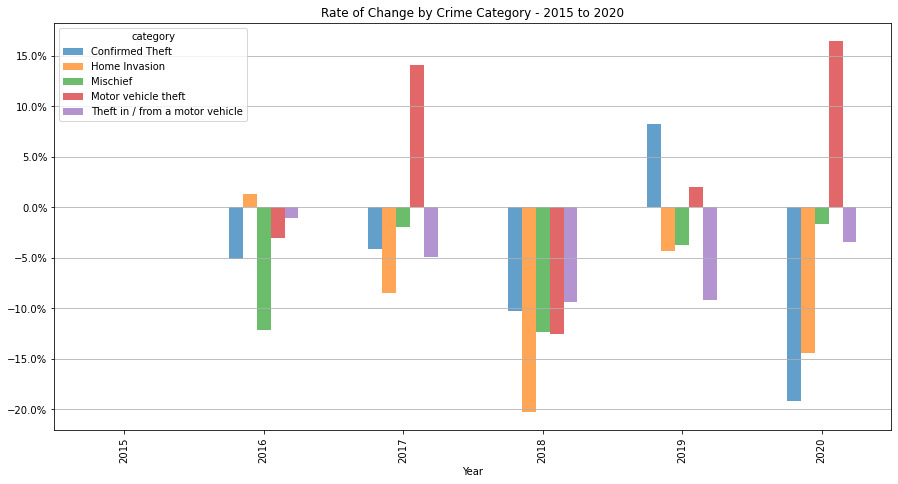 Rate of Change by Crime Category - 2015 to 2020
category
Confirmed Theft
Home Invasion
Mischief
Motor vehicle theft
Theft in / from a motor vehicle
15.0%
10.0%
5.0%
0.0%
−5.0%
−10.0%
−15.0%
−20.0%
2015
2016
2017
2018
2019
2020
Year